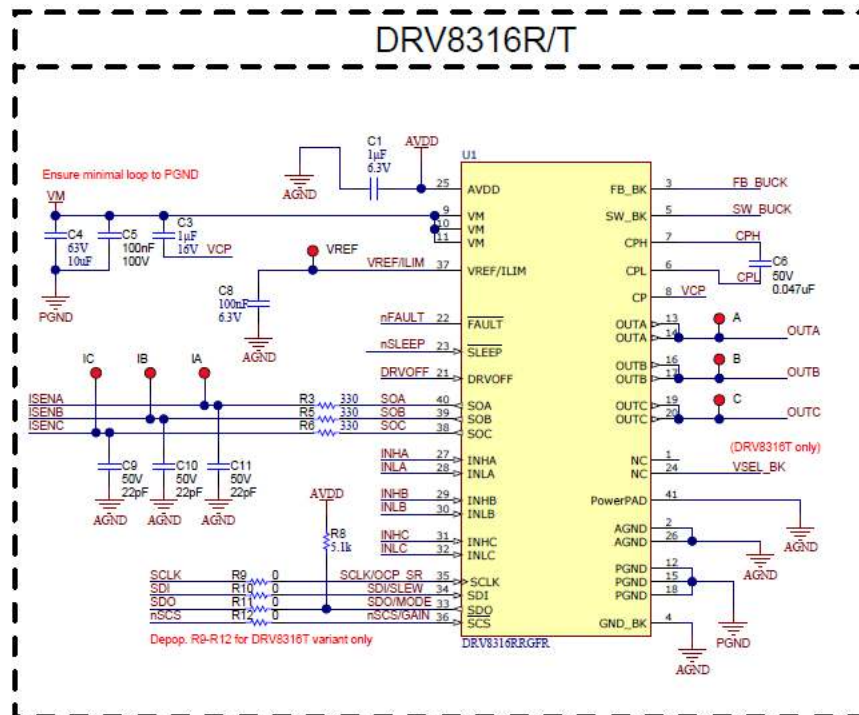 DRV8316R/T
Ensure minimal loop to PGND
VM
C4
63V
10uF
C5
100nF
100V
C3
1µF
16V
VCP
PGND
C1
1µF
6.3V
AGND
AVDD
VREF
VREF/ILIM
C8
100nF
6.3V
AGND
nFAULT
nSLEEP
DRVOFF
IC
IB
IA
ISENA
ISENB
ISENC
R3 330 SOA
R5 330 SOB
R6 330 SOC
C9
50V
22pF
C10
50V
22pF
C11
50V
22pF
AGND
AGND
AGND
INHA
INLA
INHB
INLB
INHC
INLC
AVDD
R8
5.1k
SCLK R9 0 SCLK/OCP_SR
SDI R10 0 SDI/SLEW
SDO R11 0 SDO/MODE
nSCS R12 0 nSCS/GAIN
Depop. R9-R12 for DRV8316T variant only
U1
25 AVDD
9 VM
10 VM
11 VM
37 VREF/ILIM
22 FAULT
23 SLEEP
21 DRVOFF
40 SOA
39 SOB
38 SOC
27 INHA
28 INLA
29 INHB
30 INLB
31 INHC
32 INLC
35 SCLK
34 SDI
33 SDO
36 SCS
DRV8316RRGFR
FB_BK 3 FB_BUCK
SW_BK 5 SW_BUCK
CPH 7 CPH
CPL 6 CPL
C6
50V
0.047uF
CP 8 VCP
OUTA 13
OUTA 14
A
OUTA
OUTB 16
OUTB 17
B
OUTB
OUTC 19
OUTC 20
C
OUTC
(DRV8316T only)
NC 1
NC 24 VSEL_BK
PowerPAD 41
AGND
AGND 2
AGND 26
AGND
PGND 12
PGND 15
PGND 18
PGND
GND_BK 4
AGND